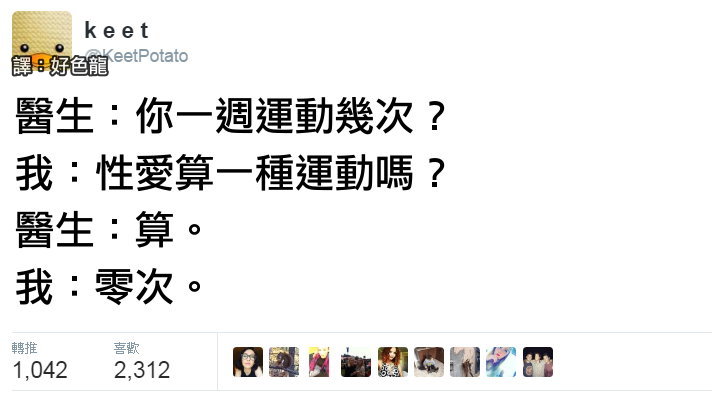 keet
@KeetPotato
譯：好色龍
醫生：你一週運動幾次？
我：性愛算一種運動嗎？
醫生：算。
我：零次。
轉推
喜歡
1,042
2,312